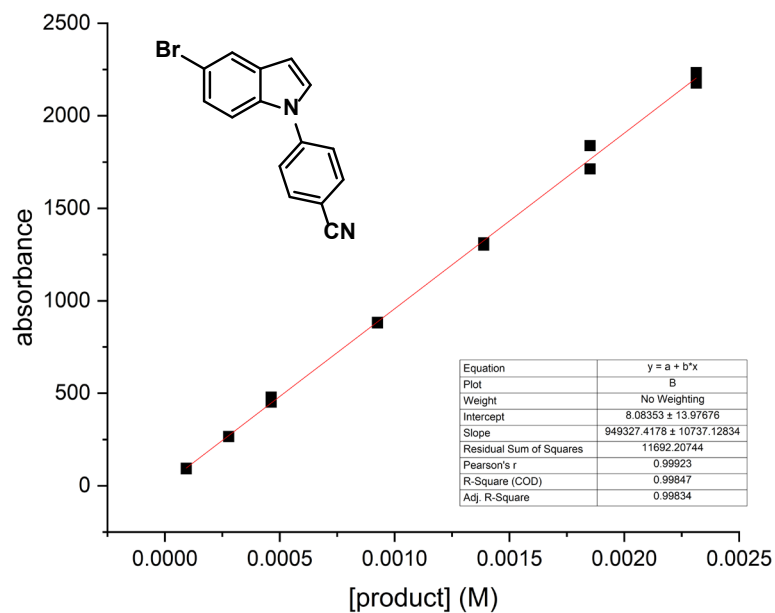 2500
2000
1500
1000
500
0
absorbance
Br
N
CN
Equation y = a + b*x
Plot B
Weight No Weighting
Intercept 8.08353 ± 13.97676
Slope 949327.4178 ± 10737.12834
Residual Sum of Squares 11692.20744
Pearson's r 0.99923
R-Square (COD) 0.99847
Adj. R-Square 0.99834
0.0000 0.0005 0.0010 0.0015 0.0020 0.0025
[product] (M)